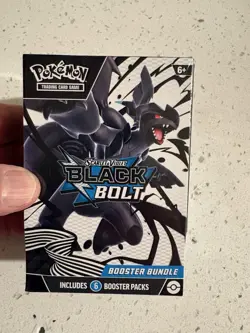 POKÉMON
TRADING CARD GAME
6+
SCARLET & VIOLET
BLACK
BOLT
BOOSTER BUNDLE
INCLUDES 6 BOOSTER PACKS